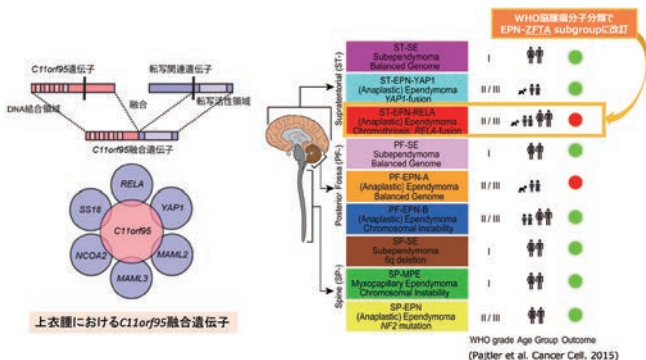 WHO脳腫瘍分子分類で
EPN-ZFTA subgroupに改訂
C11orf95遺伝子
転写関連遺伝子
DNA結合領域
融合
転写活性領域
C11orf95融合遺伝子
RELA
YAP1
MAML2
MAML3
NCOA2
SS18
C11orf95
上衣腫におけるC11orf95融合遺伝子
Supratentorial (ST-)
ST-SE
Subependymoma
Balanced Genome
I
ST-EPN-YAP1
(Anaplastic) Ependymoma
YAP1-fusion
II / III
ST-EPN-RELA
(Anaplastic) Ependymoma
Chromothripsis: RELA-fusion
II / III
Posterior Fossa (PF-)
PF-SE
Subependymoma
Balanced Genome
I
PF-EPN-A
(Anaplastic) Ependymoma
Balanced Genome
II / III
PF-EPN-B
(Anaplastic) Ependymoma
Chromosomal Instability
II / III
Spine (SP-)
SP-SE
Subependymoma
6q deletion
I
SP-MPE
Myxopapillary Ependymoma
Chromosomal Instability
I
SP-EPN
(Anaplastic) Ependymoma
NF2 mutation
II / III
WHO grade Age Group Outcome
(Pajtler et al. Cancer Cell. 2015)